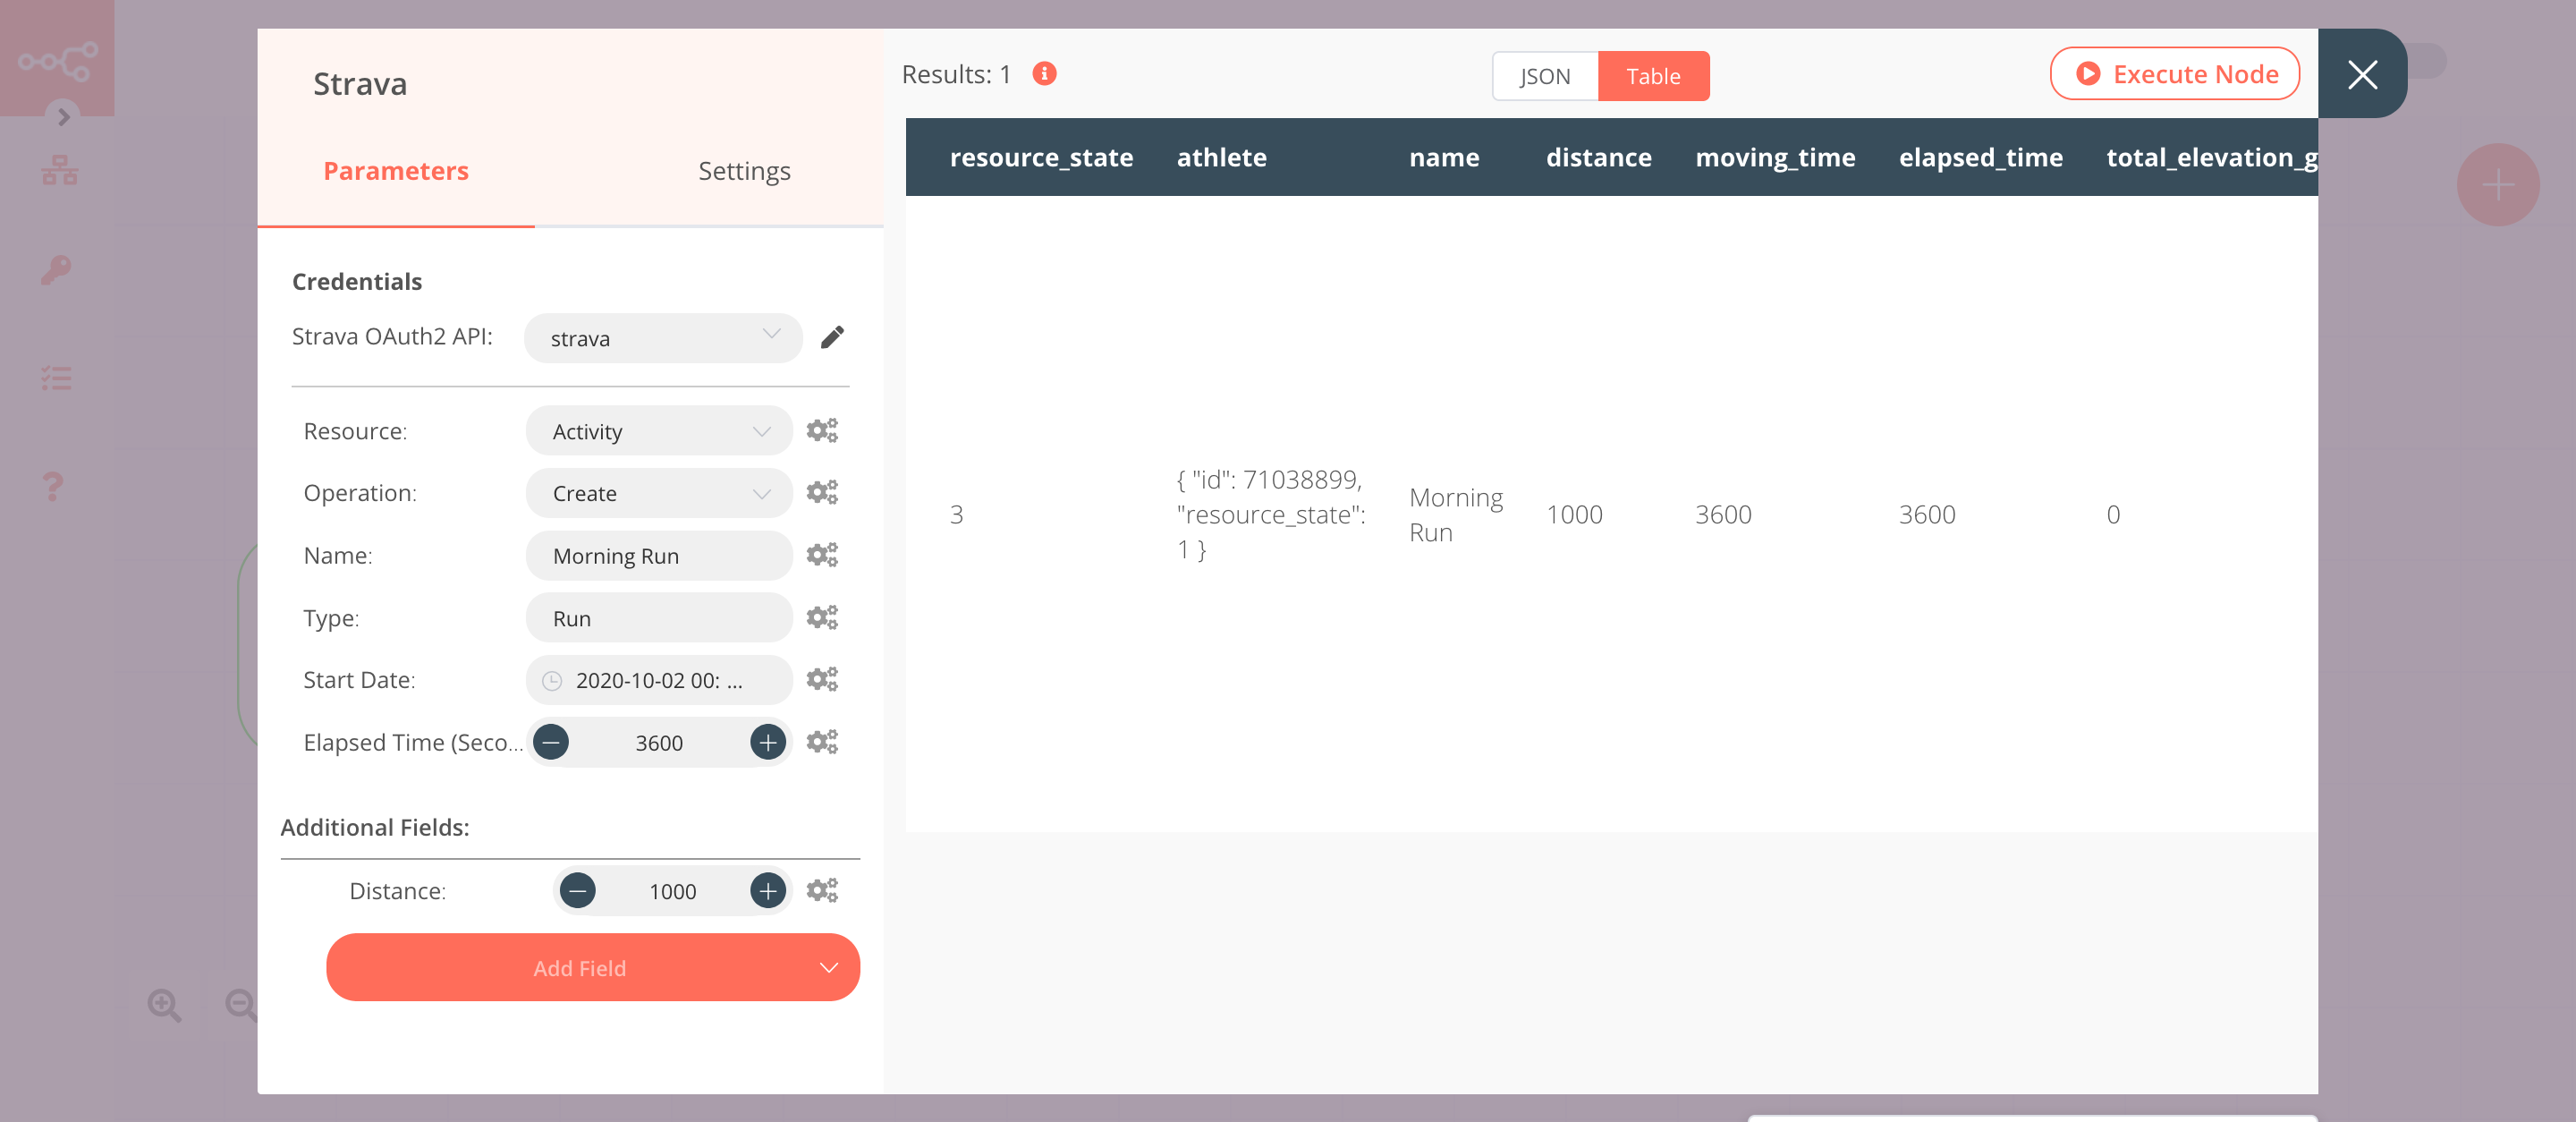 Strava
Parameters
Settings
Credentials
Strava OAuth2 API:
strava
Resource:
Activity
Operation:
Create
Name:
Morning Run
Type:
Run
Start Date:
2020-10-02 00: ...
Elapsed Time (Seco...
3600
Additional Fields:
Distance:
1000
Add Field
Results: 1
JSON
Table
Execute Node
resource_state
athlete
name
distance
moving_time
elapsed_time
total_elevation_g
3
{ "id": 71038899,
"resource_state":
1 }
Morning
Run
1000
3600
3600
0